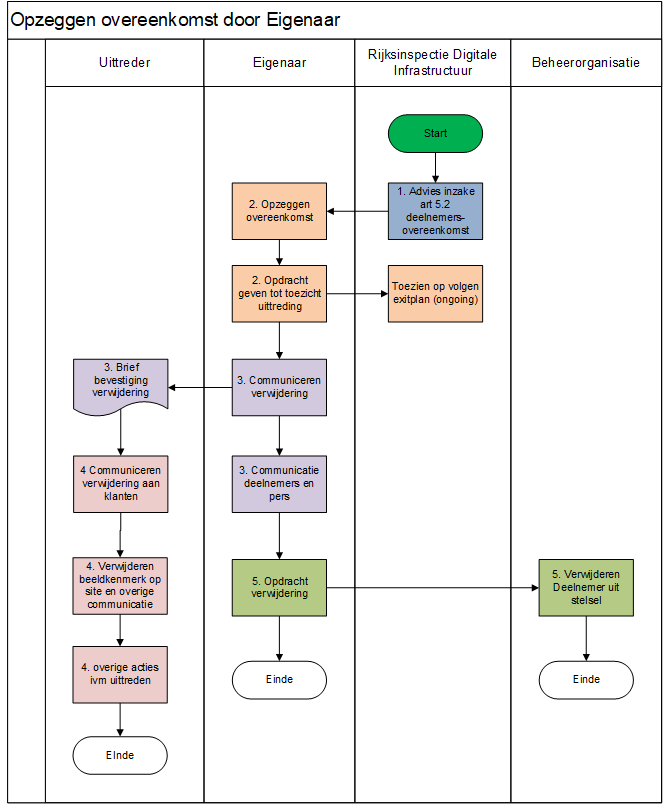 Opzeggen overeenkomst door Eigenaar
Uittreder
Eigenaar
Rijksinspectie Digitale
Infrastructuur
Beheerorganisatie
Start
1. Advies inzake
art 5.2
deelnemers-
overeenkomst
2. Opzeggen
overeenkomst
2. Opdracht
geven tot toezicht
uittreding
Toezien op volgen
exitplan (ongoing)
3. Brief
bevestiging
verwijdering
3. Communiceren
verwijdering
4 Communiceren
verwijdering aan
klanten
3. Communicatie
deelnemers en
pers
4. Verwijderen
beeldkenmerk op
site en overige
communicatie
5. Opdracht
verwijdering
5. Verwijderen
Deelnemer uit
stelsel
4. overige acties
ivm uittreden
Einde
Einde
EInde